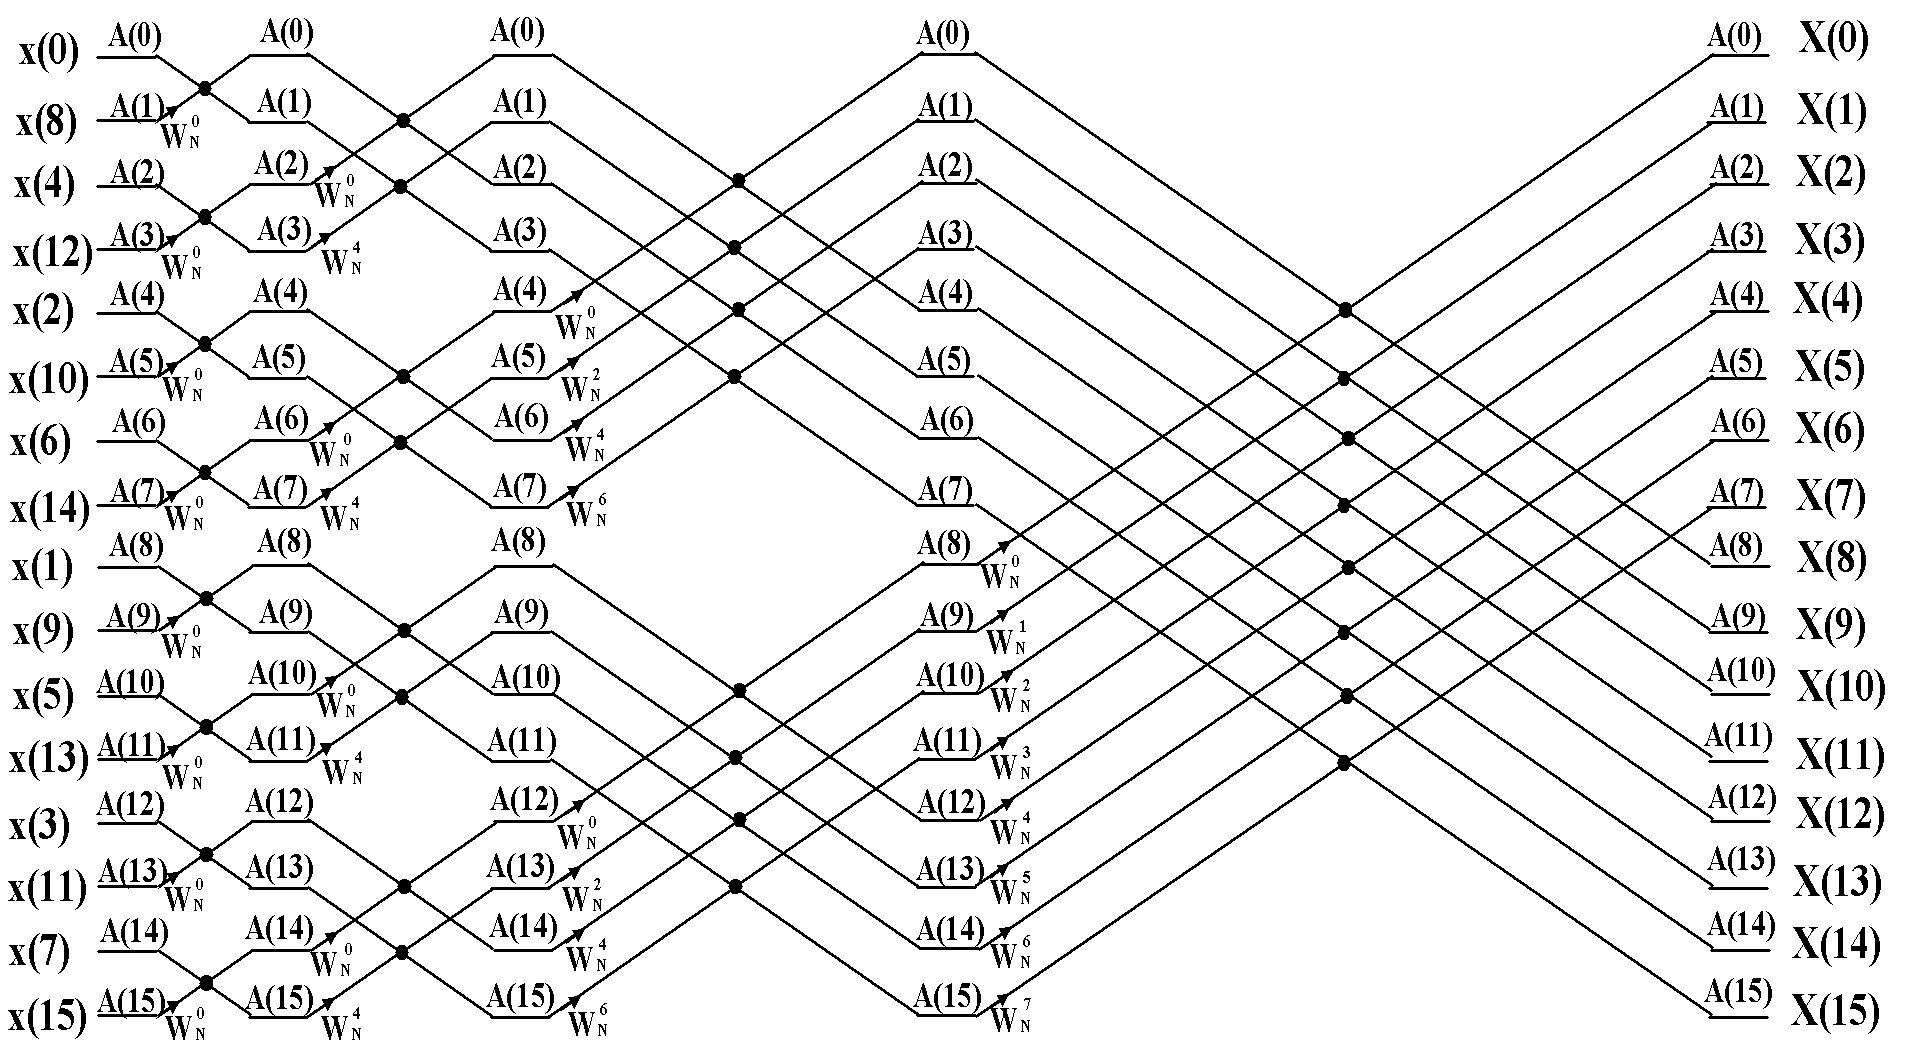 x(0) A(0) A(0) A(0) A(0) A(0) X(0)
x(8) A(1) A(1) A(1) A(1) A(1) X(1)
W_N^0
x(4) A(2) A(2) A(2) A(2) A(2) X(2)
W_N^0
x(12) A(3) A(3) A(3) A(3) A(3) X(3)
W_N^0 W_N^4
x(2) A(4) A(4) A(4) A(4) A(4) X(4)
W_N^0
x(10) A(5) A(5) A(5) A(5) A(5) X(5)
W_N^0 W_N^2
x(6) A(6) A(6) A(6) A(6) A(6) X(6)
W_N^0 W_N^4
x(14) A(7) A(7) A(7) A(7) A(7) X(7)
W_N^0 W_N^4 W_N^6
x(1) A(8) A(8) A(8) A(8) A(8) X(8)
W_N^0
x(9) A(9) A(9) A(9) A(9) A(9) X(9)
W_N^0 W_N^1
x(5) A(10) A(10) A(10) A(10) A(10) X(10)
W_N^0 W_N^2
x(13) A(11) A(11) A(11) A(11) A(11) X(11)
W_N^0 W_N^4 W_N^3
x(3) A(12) A(12) A(12) A(12) A(12) X(12)
W_N^0 W_N^4
x(11) A(13) A(13) A(13) A(13) A(13) X(13)
W_N^0 W_N^2 W_N^5
x(7) A(14) A(14) A(14) A(14) A(14) X(14)
W_N^0 W_N^4 W_N^6
x(15) A(15) A(15) A(15) A(15) A(15) X(15)
W_N^0 W_N^4 W_N^6 W_N^7